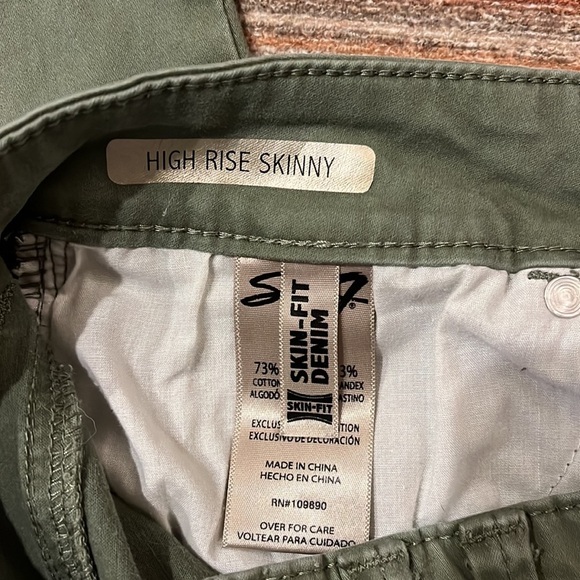 HIGH RISE SKINNY
SKIN-FIT
DENIM
SKIN-FIT
73%
3%
COTTON
ANDEX
ALGODÓ
ASTINO
EXCLUS
TION
EXCLUSIVO DE DECORACIÓN
MADE IN CHINA
HECHO EN CHINA
RN#109890
OVER FOR CARE
VOLTEAR PARA CUIDADO